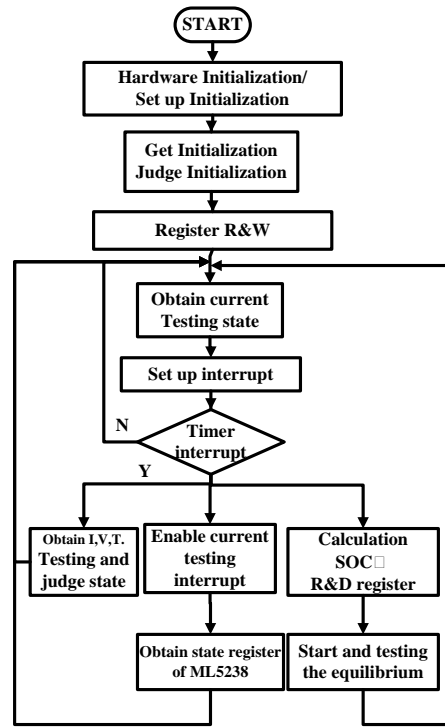 START
Hardware Initialization/
Set up Initialization
Get Initialization
Judge Initialization
Register R&W
Obtain current
Testing state
Set up interrupt
N
Timer
interrupt
Y
Obtain I,V,T.
Testing and
judge state
Enable current
testing
interrupt
Calculation
SOC□
R&D register
Obtain state register
of ML5238
Start and testing
the equilibrium